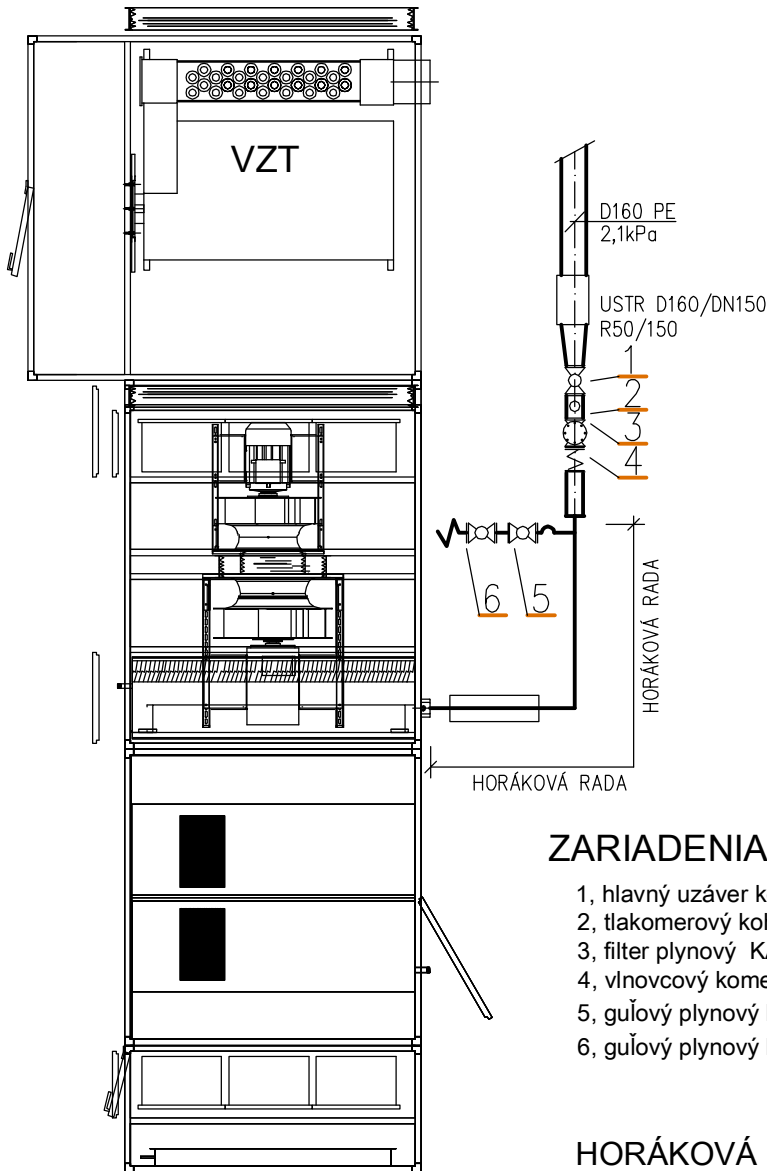 VZT
D160 PE
2,1kPa
USTR D160/DN150
R50/150
1
2
3
4
6
5
HORÁKOVÁ RADA
HORÁKOVÁ RADA
ZARIADENIA
1, hlavný uzáver
2, tlakomerový
3, filter plynový
4, vlnovcový
5, guľový plynový
6, guľový plynový
HORÁKOVÁ